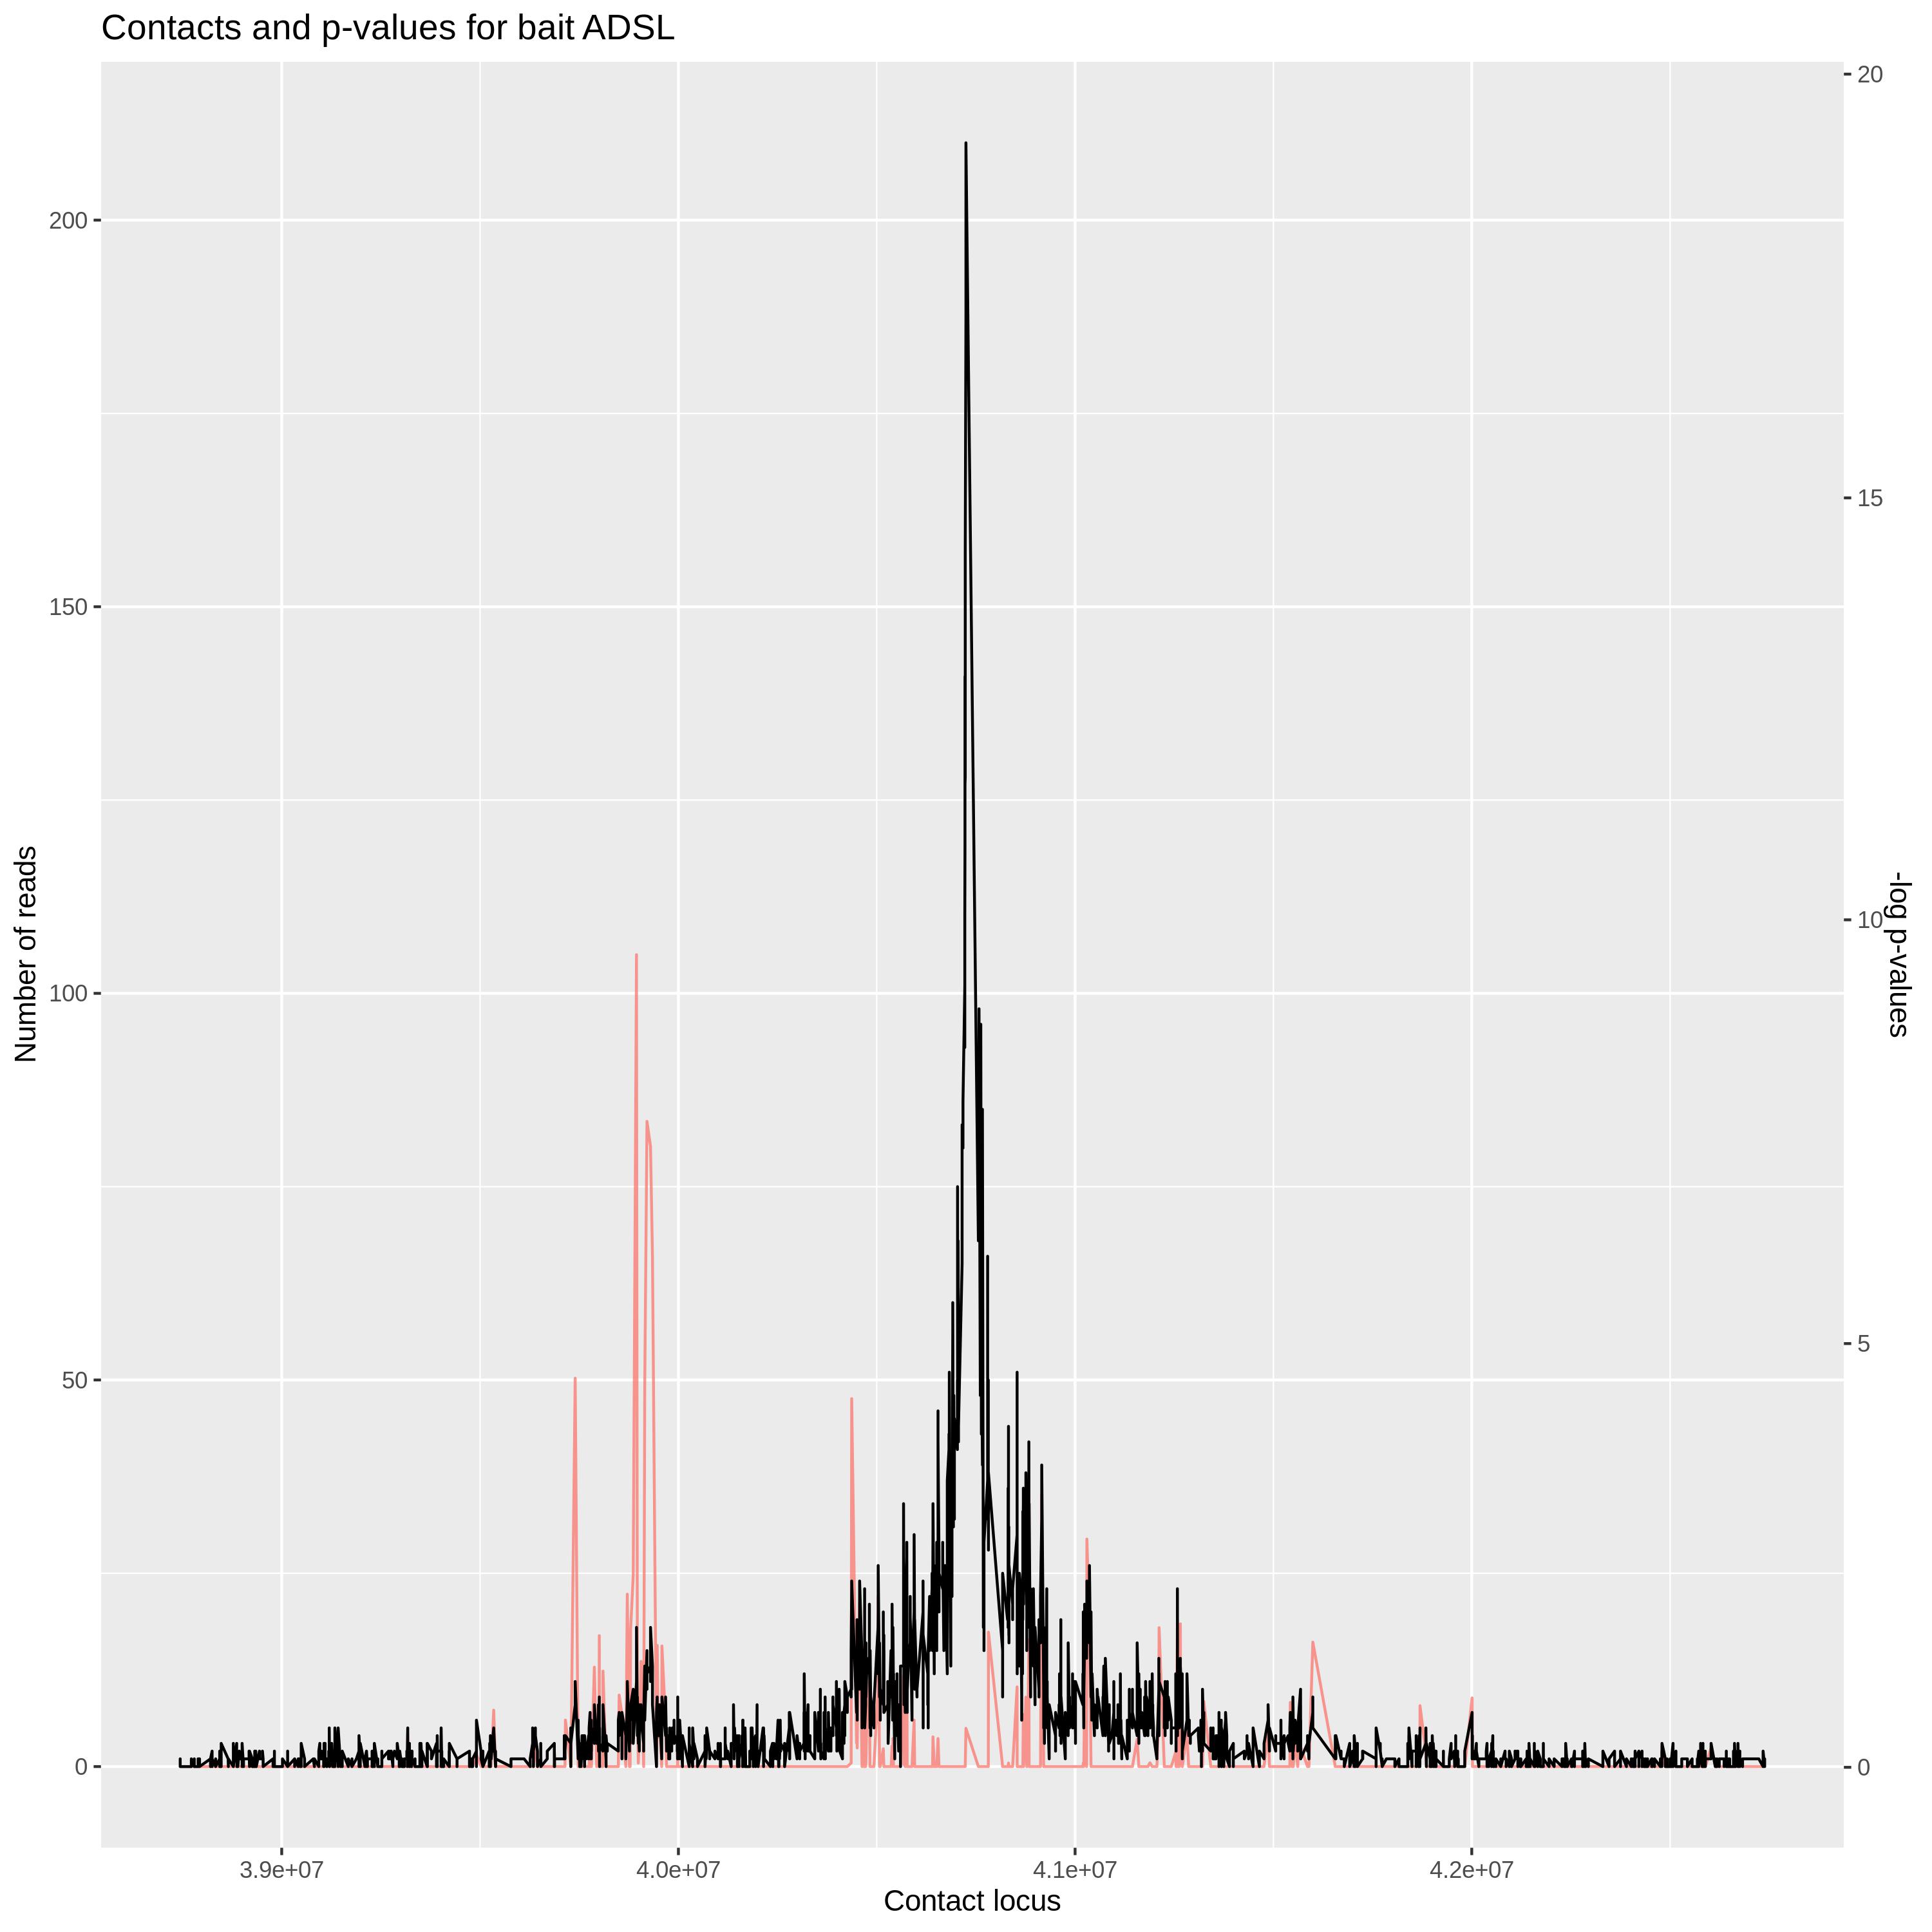 Contacts and p-values for bait ADSL
Number of reads
200
150
100
50
0
20
15
10
5
0
-log p-values
3.9e+07
4.0e+07
4.1e+07
4.2e+07
Contact locus